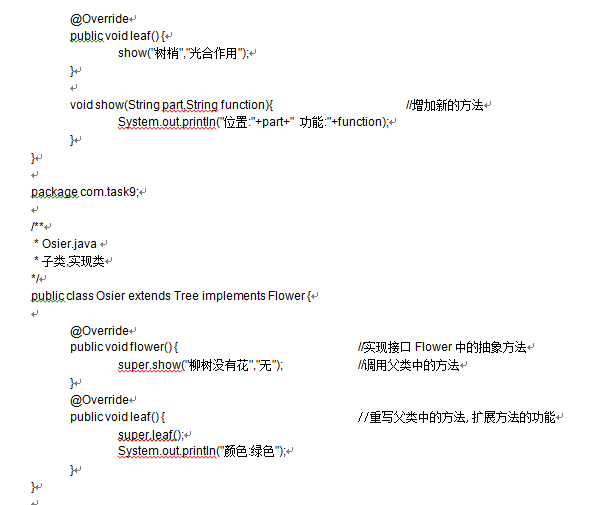 @Override
public void leaf() {
show("树梢","光合作用");
}
void show(String part,String function){ //增加新的方法
System.out.println("位置:"+part+" 功能:"+function);
}
}
package com.task9;
/**
* Osier.java
* 子类,实现类
*/
public class Osier extends Tree implements Flower {
@Override
public void flower() { //实现接口 Flower 中的抽象方法
super.show("柳树没有花","无"); //调用父类中的方法
}
@Override
public void leaf() { //重写父类中的方法, 扩展方法的功能
super.leaf();
System.out.println("颜色:绿色");
}
}